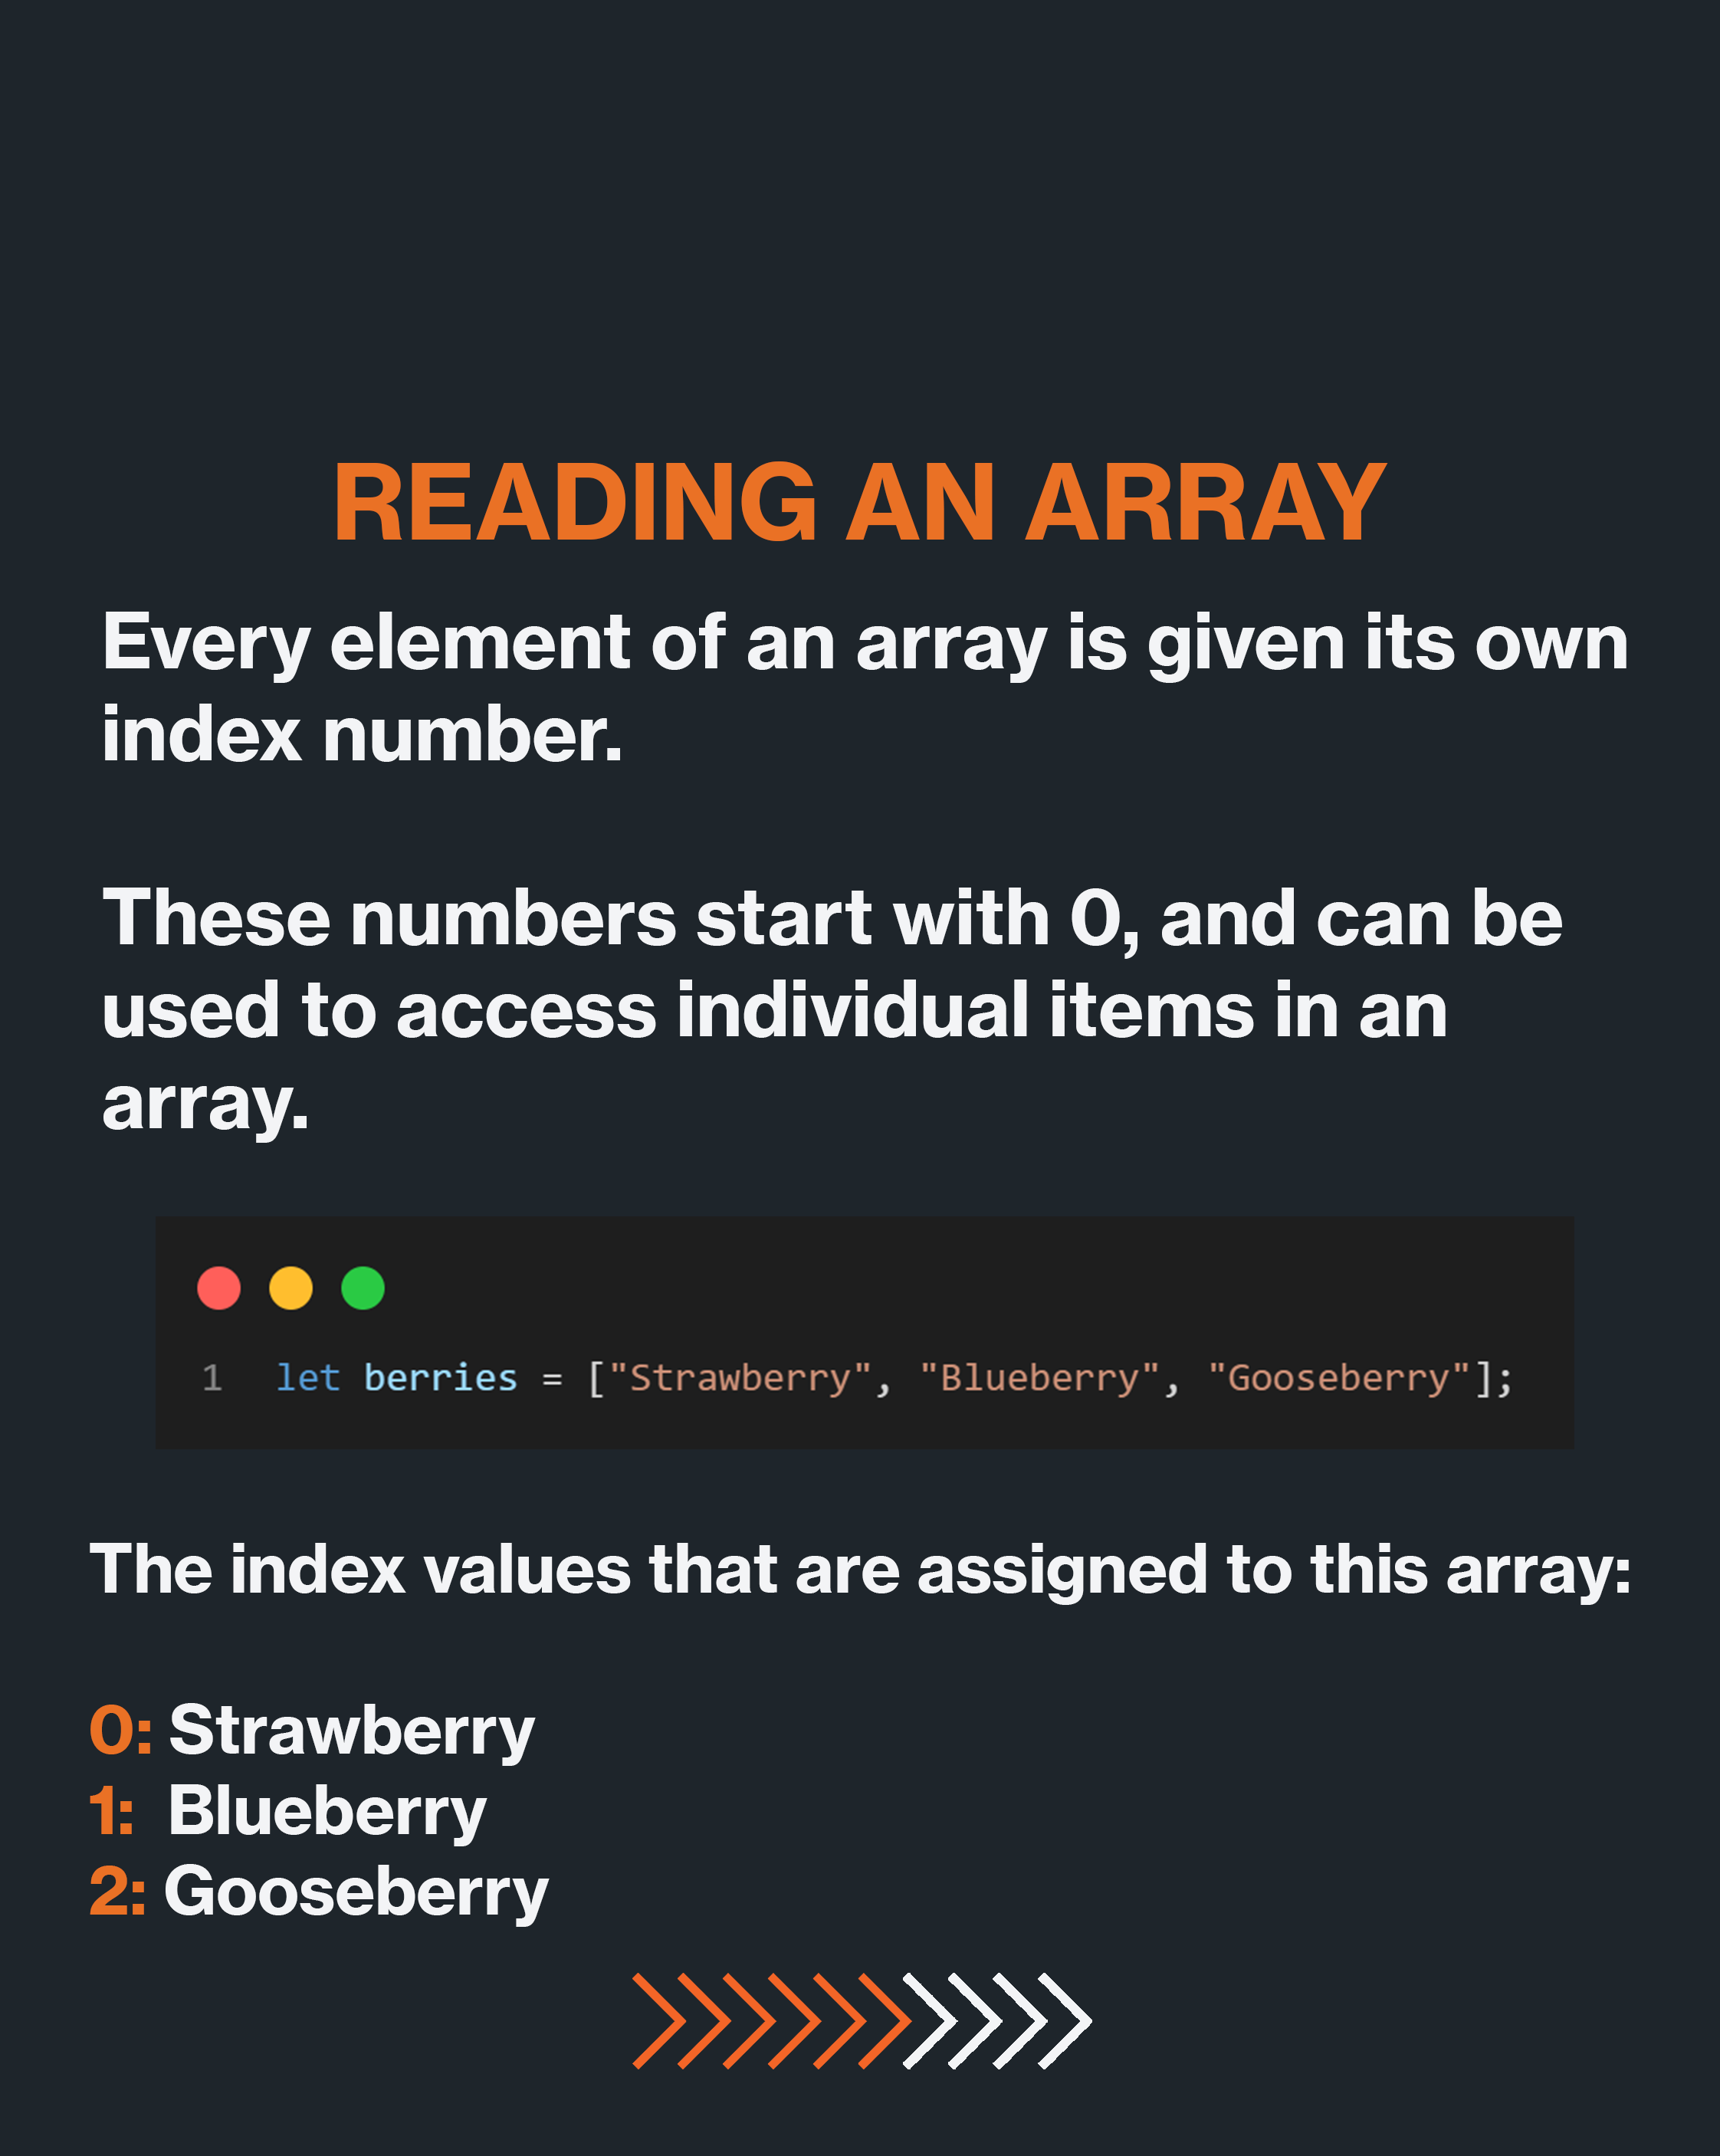 READING AN ARRAY
Every element of an array is given its own
index number.
These numbers start with 0, and can be
used to access individual items in an
array.
1 let berries = ["Strawberry", "Blueberry", "Gooseberry"];
The index values that are assigned to this array:
0: Strawberry
1: Blueberry
2: Gooseberry